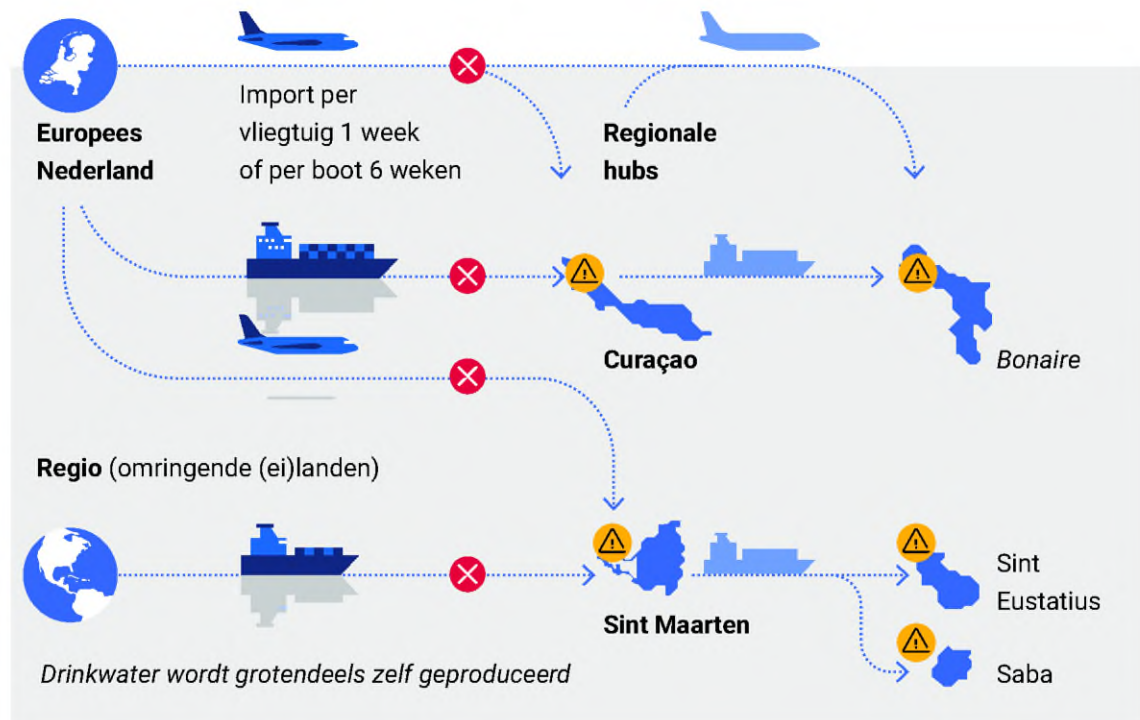 Europees
Nederland
Import per
vliegtuig 1 week
of per boot 6 weken
Regionale
hubs
Curaçao
Bonaire
Regio (omringende (ei)landen)
Sint Maarten
Sint
Eustatius
Saba
Drinkwater wordt grotendeels zelf geproduceerd